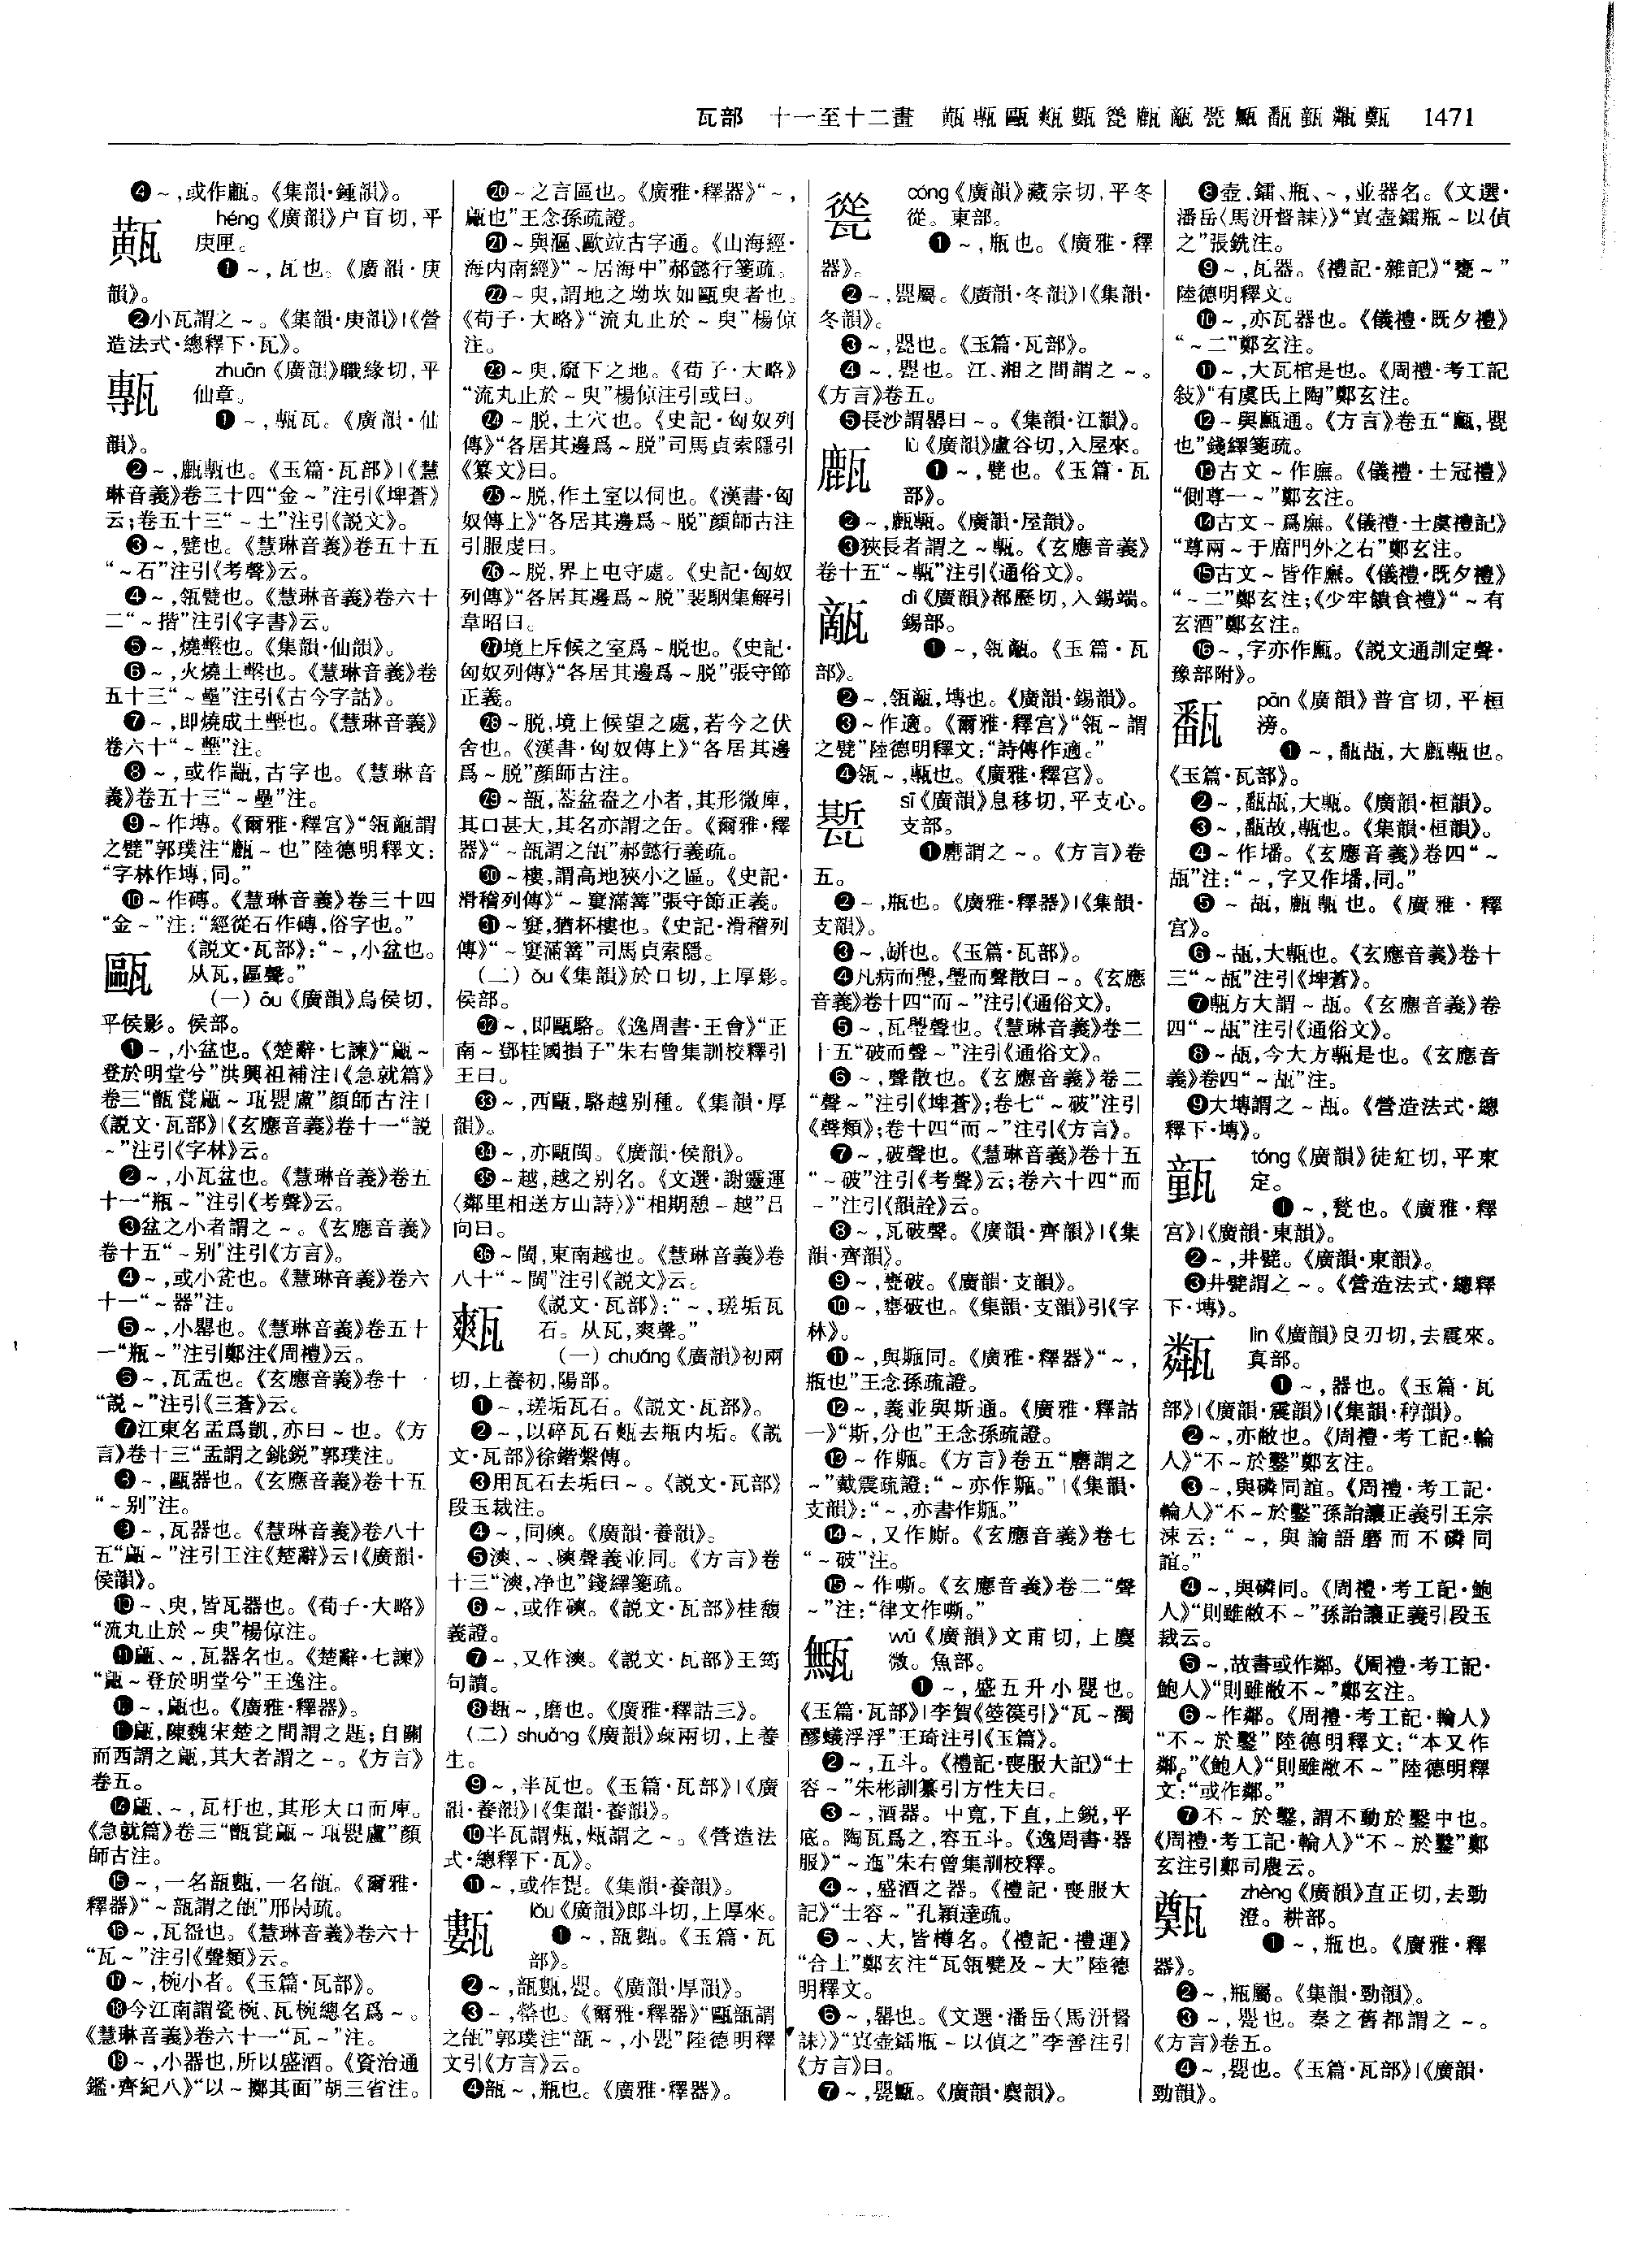 瓦部 十一至十二畫 㼶甎甌㼽甊㼻甋甓㽄甒㽃㽅甐鄭瓦 1471
❹～,或作甗。《集韻·鍾韻》。
héng《廣韻》户盲切,平
庚匣。
❶～,瓦也。《廣韻·庚
韻》。
❷小瓦謂之～。《集韻·庚韻》|《營
造法式·總釋下·瓦》。
甎
zhuān《廣韻》職緣切,平
仙章。
❶～,甎瓦。《廣韻·仙
韻》。
❷～,甗甎也。《玉篇·瓦部》|《慧
琳音義》卷三十四“金～”注引《埤蒼》
云;卷五十三“～土”注引《説文》。
❸～,甓也。《慧琳音義》卷五十五
“～石”注引《考聲》云。
❹～,瓴甓也。《慧琳音義》卷六十
二“～揩”注引《字書》云。
❺～,燒墼也。《集韻·仙韻》。
❻～,火燒土墼也。《慧琳音義》卷
五十三“～壘”注引《古今字詁》。
❼～,即燒成土墼也。《慧琳音義》
卷六十“～墼”注。
❽～,或作甗,古字也。《慧琳音
義》卷五十三“～壘”注。
❾～作塼。《爾雅·釋宫》“瓴甋謂
之甓”郭璞注“甗～也”陸德明釋文:
“字林作塼,同。”
❿～作磚。《慧琳音義》卷三十四
“金～”注:“經從石作磚,俗字也。”
甌
《説文·瓦部》:“～,小盆也。
从瓦,區聲。”
(一) ōu《廣韻》烏侯切,
平侯影。侯部。
❶～,小盆也。《楚辭·七諫》“甂～
登於明堂兮”洪興祖補注|《急就篇》
卷三“甑瓽甂～瓨罌盧”顔師古注|
《説文·瓦部》|《玄應音義》卷十一“説
～”注引《字林》云。
❷～,小瓦盆也。《慧琳音義》卷五
十一“瓶～”注引《考聲》云。
❸盆之小者謂之～。《玄應音義》
卷十五“～别”注引《方言》。
❹～,或小瓮也。《慧琳音義》卷六
十一“～器”注。
❺～,小罌也。《慧琳音義》卷五十
一“瓶～”注引鄭注《周禮》云。
❻～,瓦盂也。《玄應音義》卷十
“説～”注引《三蒼》云。
❼江東名盂爲凱,亦曰～也。《方
言》卷十三“盂謂之銚鋭”郭璞注。
❽～,甌器也。《玄應音義》卷十五
“～别”注。
❾～,瓦器也。《慧琳音義》卷八十
五“甂～”注引王注《楚辭》云|《廣韻·
侯韻》。
❿～、臾,皆瓦器也。《荀子·大略》
“流丸止於～臾”楊倞注。
⓫甂、～,瓦器名也。《楚辭·七諫》
“甂～登於明堂兮”王逸注。
⓬～,甂也。《廣雅·釋器》。
⓭甂,陳魏宋楚之間謂之題;自關
而西謂之甂,其大者謂之～。《方言》
卷五。
⓮甂、～,瓦杅也,其形大口而庳。
《急就篇》卷三“甑瓽甂～瓨罌盧”顔
師古注。
⓯～,一名瓿甊,一名缶。《爾雅·
釋器》“～瓿謂之瓵”邢昺疏。
⓰～,瓦㼜也。《慧琳音義》卷六十
“瓦～”注引《聲類》云。
⓱～,椀小者。《玉篇·瓦部》。
⓲今江南謂瓷椀、瓦椀總名爲～。
《慧琳音義》卷六十一“瓦～”注。
⓳～,小器也,所以盛酒。《資治通
鑑·齊紀八》“以～擲其面”胡三省注。
⓴～之言區也。《廣雅·釋器》“～,
甂也”王念孫疏證。
㉑～與漚、歐竝古字通。《山海經·
海内南經》“～居海中”郝懿行箋疏。
㉒～臾,謂地之坳坎如甌臾者也。
《荀子·大略》“流丸止於～臾”楊倞
注。
㉓～臾,窳下之地。《荀子·大略》
“流丸止於～臾”楊倞注引或曰。
㉔～脱,土穴也。《史記·匈奴列
傳》“各居其邊爲～脱”司馬貞索隱引
《纂文》曰。
㉕～脱,作土室以伺也。《漢書·匈
奴傳上》“各居其邊爲～脱”顔師古注
引服虔曰。
㉖～脱,界上屯守處。《史記·匈奴
列傳》“各居其邊爲～脱”裴駰集解引
韋昭曰。
㉗境上斥候之室爲～脱也。《史記·
匈奴列傳》“各居其邊爲～脱”張守節
正義。
㉘～脱,境上候望之處,若今之伏
舍也。《漢書·匈奴傳上》“各居其邊
爲～脱”顔師古注。
㉙～瓿,葢盆盎之小者,其形微庳,
其口甚大,其名亦謂之缶。《爾雅·釋
器》“～瓿謂之瓵”郝懿行義疏。
㉚～樓,謂高地狹小之區。《史記·
滑稽列傳》“～窶滿篝”張守節正義。
㉛～窶,猶杯樓也。《史記·滑稽列
傳》“～窶滿篝”司馬貞索隱。
(二) ǒu《集韻》於口切,上厚影。
侯部。
㉜～,即甌駱。《逸周書·王會》“正
南～鄧桂國損子”朱右曾集訓校釋引
王曰。
㉝～,西甌,駱越别種。《集韻·厚
韻》。
㉞～,亦甌閩。《廣韻·侯韻》。
㉟～越,越之别名。《文選·謝靈運
〈鄰里相送方山詩〉》“相期憩～越”吕
向曰。
㊱～閩,東南越也。《慧琳音義》卷
八十“～閩”注引《説文》云。
㼽
《説文·瓦部》:“～,瑳垢瓦
石。从瓦,爽聲。”
(一) chuǎng《廣韻》初兩
切,上養初,陽部。
❶～,瑳垢瓦石。《説文·瓦部》。
❷～,以碎瓦石㼽去瓶内垢。《説
文·瓦部》徐鍇繫傳。
❸用瓦石去垢曰～。《説文·瓦部》
段玉裁注。
❹～,同磢。《廣韻·養韻》。
❺漺、～、磢聲義並同。《方言》卷
十三“漺,净也”錢繹箋疏。
❻～,或作磢。《説文·瓦部》桂馥
義證。
❼～,又作漺。《説文·瓦部》王筠
句讀。
❽㼽,磨也。《廣雅·釋詁三》。
(二) shuǎng《廣韻》疎兩切,上養
生。
❾～,半瓦也。《玉篇·瓦部》|《廣
韻·養韻》|《集韻·養韻》。
❿半瓦謂㼾,㼾謂之～。《營造法
式·總釋下·瓦》。
⓫～,或作甓。《集韻·養韻》。
甊
lǒu《廣韻》郎斗切,上厚來。
❶～,瓿甊。《玉篇·瓦
部》。
❷～,瓿甊,甖。《廣韻·厚韻》。
❸～,罃也。《爾雅·釋器》“甌瓿謂
之瓵”郭璞注“瓿～,小甖”陸德明釋
文引《方言》云。
❹瓿～,瓶也。《廣雅·釋器》。
cóng《廣韻》藏宗切,平冬
從。東部。
❶～,瓶也。《廣雅·釋
器》。
❷～,甖屬。《廣韻·冬韻》|《集韻·
冬韻》。
❸～,甖也。《玉篇·瓦部》。
❹～,甖也。江、湘之間謂之～。
《方言》卷五。
❺長沙謂罌曰～。《集韻·江韻》。
lù《廣韻》盧谷切,入屋來。
❶～,甓也。《玉篇·瓦
部》。
❷～,甗甎。《廣韻·屋韻》。
❸狹長者謂之～甎。《玄應音義》
卷十五“～甎”注引《通俗文》。
甋
dì《廣韻》都歷切,入錫端。
錫部。
❶～,瓴甋。《玉篇·瓦
部》。
❷～,瓴甋,塼也。《廣韻·錫韻》。
❸～作適。《爾雅·釋宫》“瓴～謂
之甓”陸德明釋文:“詩傳作適。”
❹瓴～,甎也。《廣雅·釋宫》。
sī《廣韻》息移切,平支心。
支部。
❶譍謂之～。《方言》卷
五。
❷～,瓶也。《廣雅·釋器》|《集韻·
支韻》。
❸～,缾也。《玉篇·瓦部》。
❹凡病而璺,璺而聲散曰～。《玄應
音義》卷十四“而～”注引《通俗文》。
❺～,瓦璺聲也。《慧琳音義》卷二
十五“破而聲～”注引《通俗文》。
❻～,聲散也。《玄應音義》卷二
“聲～”注引《埤蒼》;卷七“～破”注引
《聲類》;卷十四“而～”注引《方言》。
❼～,破聲也。《慧琳音義》卷十五
“～破”注引《考聲》云;卷六十四“而
～”注引《韻詮》云。
❽～,瓦破聲。《廣韻·齊韻》|《集
韻·齊韻》。
❾～,甕破。《廣韻·支韻》。
❿～,罋破也。《集韻·支韻》引《字
林》。
⓫～,與㼳同。《廣雅·釋器》“～,
瓶也”王念孫疏證。
⓬～,義並與斯通。《廣雅·釋詁
一》“斯,分也”王念孫疏證。
⓭～作㼳。《方言》卷五“譍謂之
～”戴震疏證:“～亦作㼳。”|《集韻·
支韻》:“～,亦書作㼳。”
⓮～,又作廝。《玄應音義》卷七
“～破”注。
⓯～作嘶。《玄應音義》卷二“聲
～”注:“律文作嘶。”
甒
wǔ《廣韻》文甫切,上麌
微。魚部。
❶～,盛五升小甖也。
《玉篇·瓦部》|李賀《箜篌引》“瓦～濁
醪蟻浮浮”王琦注引《玉篇》。
❷～,五斗。《禮記·喪服大記》“士
容～”朱彬訓纂引方性夫曰。
❸～,酒器。中寬,下直,上鋭,平
底。陶瓦爲之,容五斗。《逸周書·器
服》“～迤”朱右曾集訓校釋。
❹～,盛酒之器。《禮記·喪服大
記》“士容～”孔穎達疏。
❺～、大,皆樽名。《禮記·禮運》
“合土”鄭玄注“瓦瓴甓及～大”陸德
明釋文。
❻～,罌也。《文選·潘岳〈馬汧督
誄〉》“寘壺鐳瓶～以偵之”李善注引
《方言》曰。
❼～,甖甒。《廣韻·麌韻》。
❽壺、鐳、瓶、～,並器名。《文選·
潘岳〈馬汧督誄〉》“寘壺鐳瓶～以偵
之”張銑注。
❾～,瓦器。《禮記·雜記》“甕～”
陸德明釋文。
❿～,亦瓦器也。《儀禮·既夕禮》
“～二”鄭玄注。
⓫～,大瓦棺是也。《周禮·考工記
敍》“有虞氏上陶”鄭玄注。
⓬～與甒通。《方言》卷五“甒,甖
也”錢繹箋疏。
⓭古文～作廡。《儀禮·士冠禮》
“側尊一～”鄭玄注。
⓮古文～爲廡。《儀禮·士虞禮記》
“尊兩～于廟門外之右”鄭玄注。
⓯古文～皆作廡。《儀禮·既夕禮》
“～二”鄭玄注;《少牢饋食禮》“～有
玄酒”鄭玄注。
⓰～,字亦作甒。《説文通訓定聲·
豫部附》。
pān《廣韻》普官切,平桓
滂。
❶～,㽃瓳,大甗甎也。
《玉篇·瓦部》。
❷～,㽃瓳,大甎。《廣韻·桓韻》。
❸～,㽃瓳,甎也。《集韻·桓韻》。
❹～作墦。《玄應音義》卷四“～
瓳”注:“～,字又作墦,同。”
❺～瓳,甗甎也。《廣雅·釋
宫》。
❻～瓳,大甎也。《玄應音義》卷十
三“～瓳”注引《埤蒼》。
❼甎方大謂～瓳。《玄應音義》卷
四“～瓳”注引《通俗文》。
❽～瓳,今大方甎是也。《玄應音
義》卷四“～瓳”注。
❾大塼謂之～瓳。《營造法式·總
釋下·塼》。
tóng《廣韻》徒紅切,平東
定。
❶～,甃也。《廣雅·釋
宫》|《廣韻·東韻》。
❷～,井甓。《廣韻·東韻》。
❸井甓謂之～。《營造法式·總釋
下·塼》。
甐
lìn《廣韻》良刃切,去震來。
真部。
❶～,器也。《玉篇·瓦
部》|《廣韻·震韻》|《集韻·稕韻》。
❷～,亦敝也。《周禮·考工記·輪
人》“不～於鑿”鄭玄注。
❸～,與磷同誼。《周禮·考工記·
輪人》“不～於鑿”孫詒讓正義引王宗
涑云:“～,與論語磨而不磷同
誼。”
❹～,與磷同。《周禮·考工記·鮑
人》“則雖敝不～”孫詒讓正義引段玉
裁云。
❺～,故書或作鄰。《周禮·考工記·
鮑人》“則雖敝不～”鄭玄注。
❻～作鄰。《周禮·考工記·輪人》
“不～於鑿”陸德明釋文:“本又作
鄰。”《鮑人》“則雖敝不～”陸德明釋
文:“或作鄰。”
❼不～於鑿,謂不動於鑿中也。
《周禮·考工記·輪人》“不～於鑿”鄭
玄注引鄭司農云。
zhèng《廣韻》直正切,去勁
澄。耕部。
❶～,瓶也。《廣雅·釋
器》。
❷～,瓶屬。《集韻·勁韻》。
❸～,甖也。秦之舊都謂之～。
《方言》卷五。
❹～,甖也。《玉篇·瓦部》|《廣韻·
勁韻》。